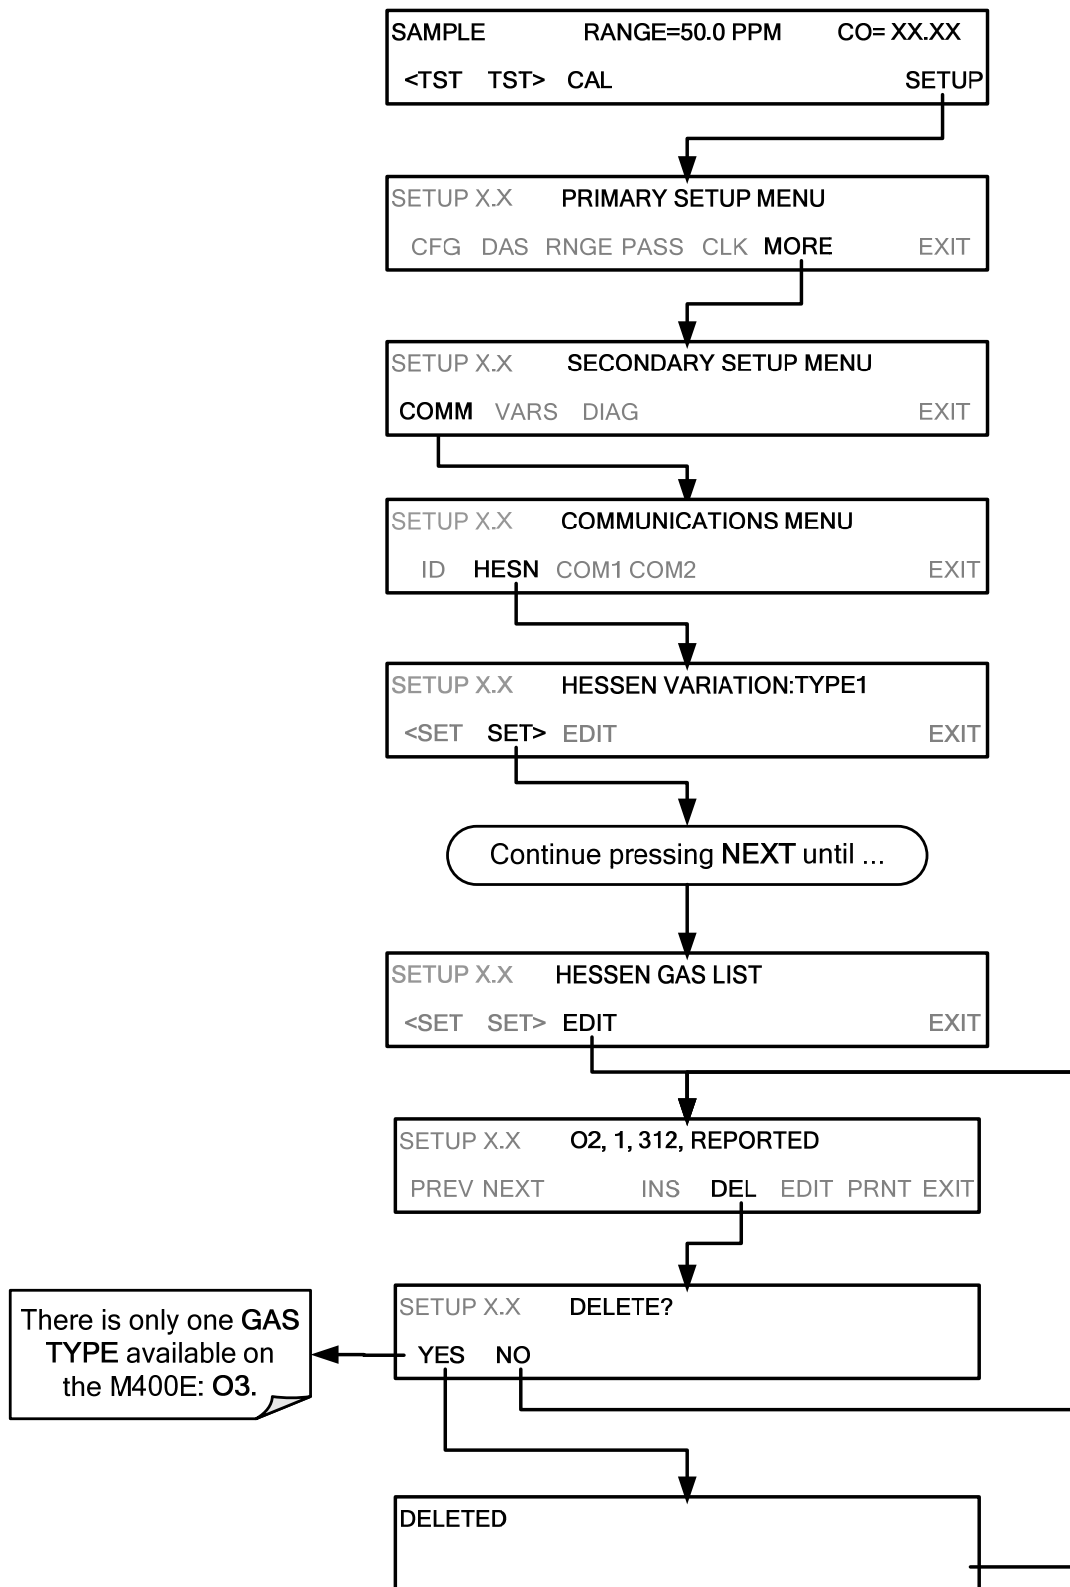 SAMPLE RANGE=50.0 PPM CO= XX.XX
<TST TST> CAL SETUP
SETUP X.X PRIMARY SETUP MENU
CFG DAS RNGE PASS CLK MORE EXIT
SETUP X.X SECONDARY SETUP MENU
COMM VARS DIAG EXIT
SETUP X.X COMMUNICATIONS MENU
ID HESN COM1 COM2 EXIT
SETUP X.X HESSEN VARIATION:TYPE1
<SET SET> EDIT EXIT
Continue pressing NEXT until ...
SETUP X.X HESSEN GAS LIST
<SET SET> EDIT EXIT
SETUP X.X O2, 1, 312, REPORTED
PREV NEXT INS DEL EDIT PRNT EXIT
SETUP X.X DELETE?
YES NO
There is only one GAS
TYPE available on
the M400E: O3.
DELETED